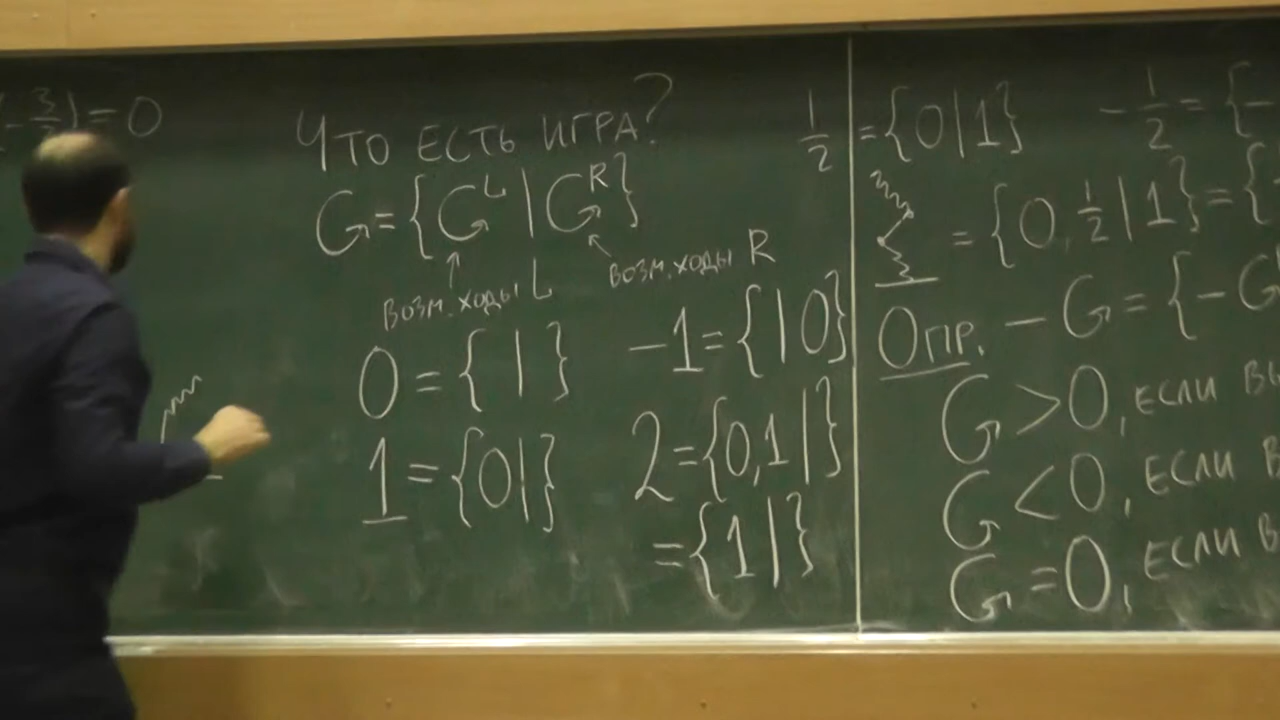 -3/2) = 0
ЧТО ЕСТЬ ИГРА?
G = {G^L | G^R}
ВОЗМ. ХОДЫ L
ВОЗМ. ХОДЫ R
0 = { | }
-1 = { | 0}
1 = {0 | }
2 = {0,1 | }
= {1 | }
1/2 = {0 | 1}
-1/2 = {-
= {0, 1/2 | 1} = {
ОПР. -G = {-G
G > 0, ЕСЛИ
G < 0, ЕСЛИ
G = 0, ЕСЛИ